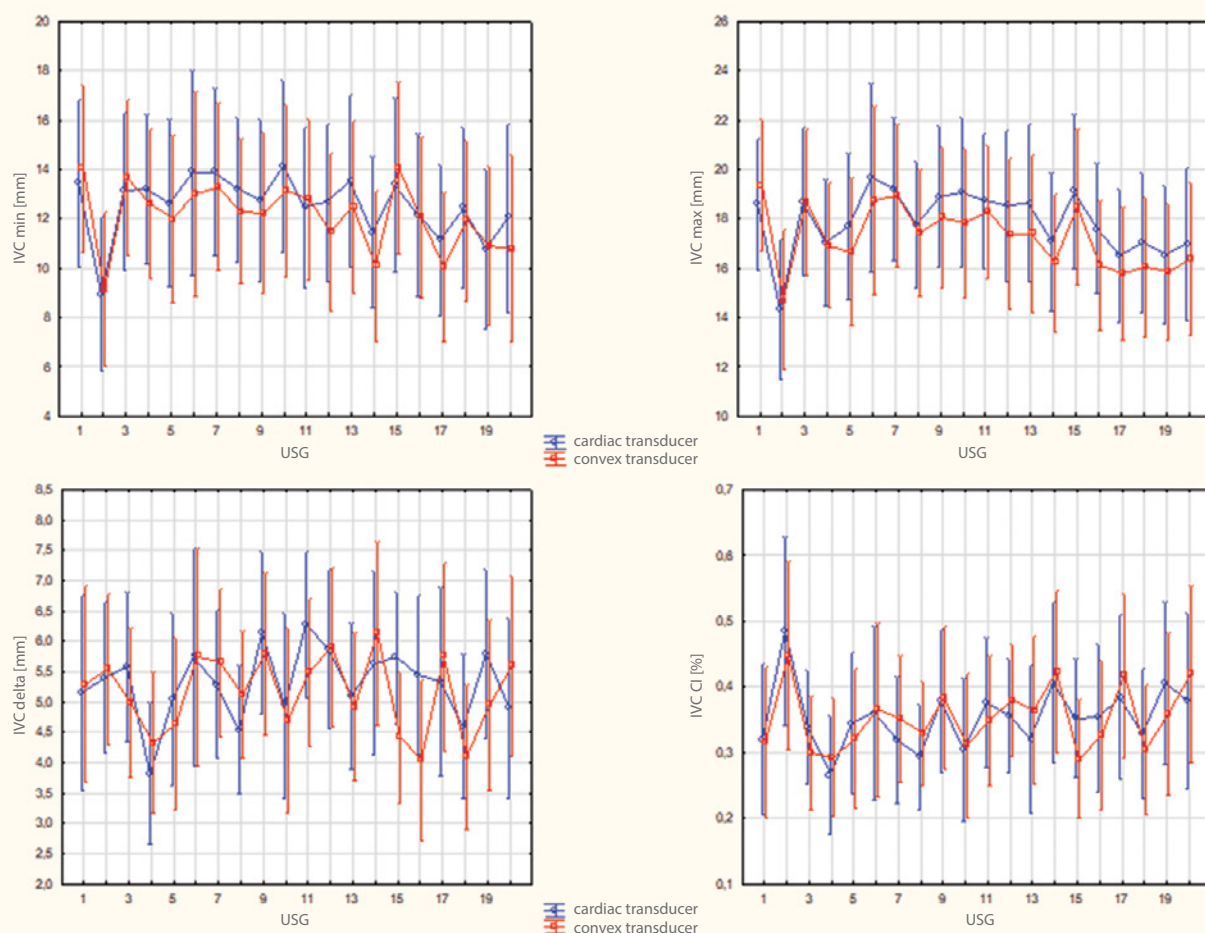 20
18
16
14
12
10
8
6
4
IVC min [mm]
1 3 5 7 9 11 13 15 17 19
USG
26
24
22
20
18
16
14
12
10
IVC max [mm]
1 3 5 7 9 11 13 15 17 19
USG
cardiac transducer
convex transducer
8,5
8,0
7,5
7,0
6,5
6,0
5,5
5,0
4,5
4,0
3,5
3,0
2,5
2,0
IVC delta [mm]
1 3 5 7 9 11 13 15 17 19
USG
0,7
0,6
0,5
0,4
0,3
0,2
0,1
IVC CI [%]
1 3 5 7 9 11 13 15 17 19
USG
cardiac transducer
convex transducer